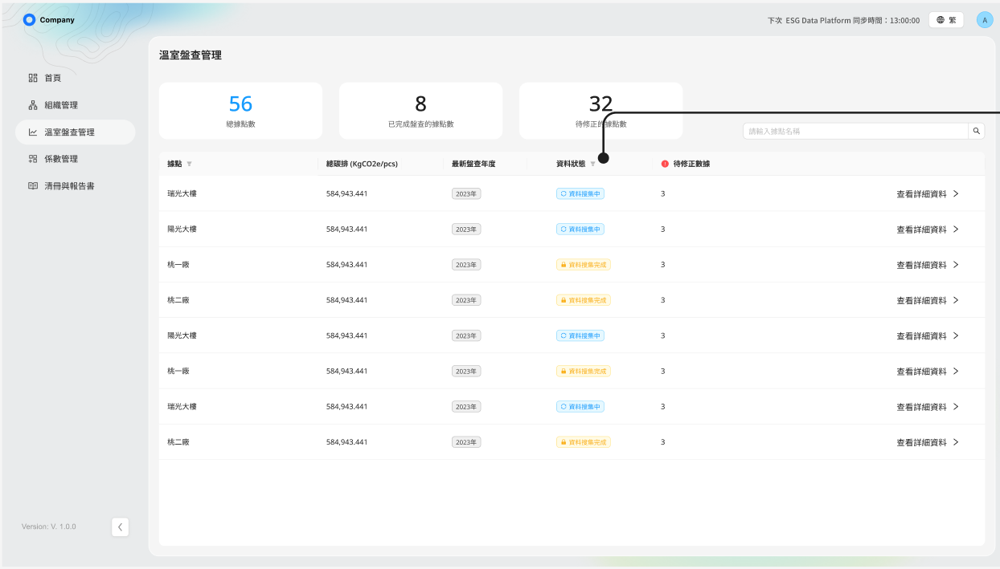 Company
下次 ESG Data Platform 同步時間：13:00:00
繁
A
首頁
組織管理
溫室盤查管理
係數管理
清冊與報告書
Version: V. 1.0.0
溫室盤查管理
56
總據點數
8
已完成盤查的據點數
32
待修正的據點數
請輸入據點名稱
據點 總碳排 (KgCO2e/pcs) 最新盤查年度 資料狀態 待修正數據
瑞光大樓 584,943.441 2023年 資料搜集中 3 查看詳細資料
陽光大樓 584,943.441 2023年 資料搜集中 3 查看詳細資料
桃一廠 584,943.441 2023年 資料搜集完成 3 查看詳細資料
桃二廠 584,943.441 2023年 資料搜集完成 3 查看詳細資料
陽光大樓 584,943.441 2023年 資料搜集中 3 查看詳細資料
桃一廠 584,943.441 2023年 資料搜集完成 3 查看詳細資料
瑞光大樓 584,943.441 2023年 資料搜集中 3 查看詳細資料
桃二廠 584,943.441 2023年 資料搜集完成 3 查看詳細資料